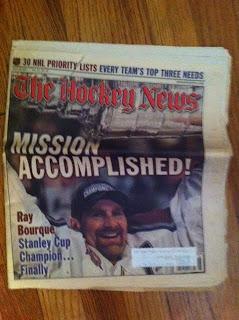 30 NHL PRIORITY LISTS EVERY TEAM'S TOP THREE NEEDS
The Hockey News
MISSION
ACCOMPLISHED!
CHAMPIONS
Ray
Bourque
Stanley Cup
Champion...
Finally